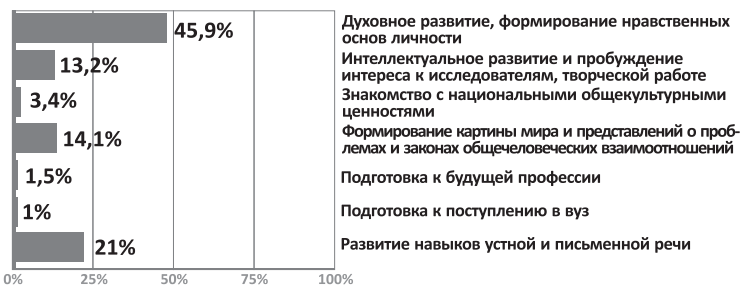 45,9%
Духовное развитие, формирование нравственных
основ личности
13,2%
Интеллектуальное развитие и пробуждение
интереса к исследователям, творческой работе
3,4%
Знакомство с национальными общекультурными
ценностями
14,1%
Формирование картины мира и представлений о проб-
лемах и законах общечеловеческих взаимоотношений
1,5%
Подготовка к будущей профессии
1%
Подготовка к поступлению в вуз
21%
Развитие навыков устной и письменной речи
0% 25% 50% 75% 100%